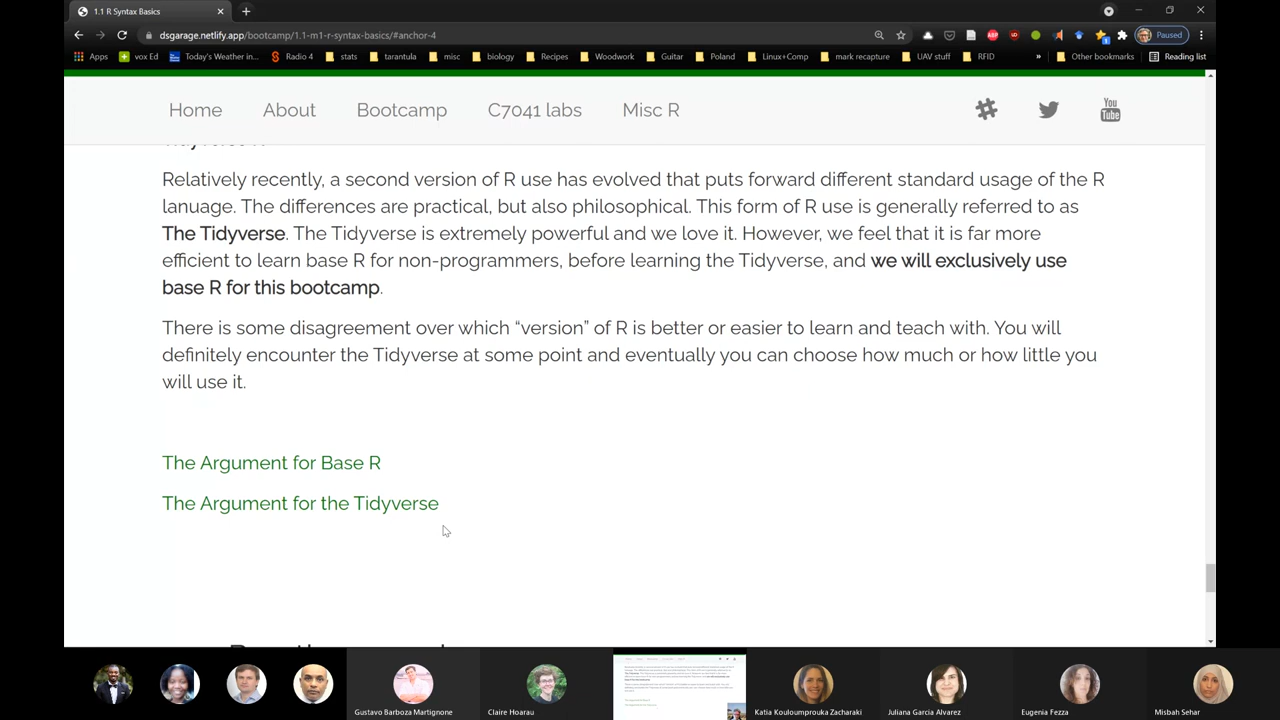 1.1 R Syntax Basics
dsgarage.netlify.app/bootcamp/1.1-m1-r-syntax-basics/#anchor-4
Paused
Apps vox Ed Today's Weather in... Radio 4 stats tarantula misc biology Recipes Woodwork Guitar Poland Linux+Comp mark recapture UAV stuff RFID » Other bookmarks Reading list
Home About Bootcamp C7041 labs Misc R
You Tube
Relatively recently, a second version of R use has evolved that puts forward different standard usage of the R
lanuage. The differences are practical, but also philosophical. This form of R use is generally referred to as
The Tidyverse. The Tidyverse is extremely powerful and we love it. However, we feel that it is far more
efficient to learn base R for non-programmers, before learning the Tidyverse, and we will exclusively use
base R for this bootcamp.
There is some disagreement over which “version” of R is better or easier to learn and teach with. You will
definitely encounter the Tidyverse at some point and eventually you can choose how much or how little you
will use it.
The Argument for Base R
The Argument for the Tidyverse
Gustavo Barboza Martignone Claire Hoarau Katia Kouloumprouka Zacharaki Juliana Garcia Alvarez Eugenia Fezza Misbah Sehar